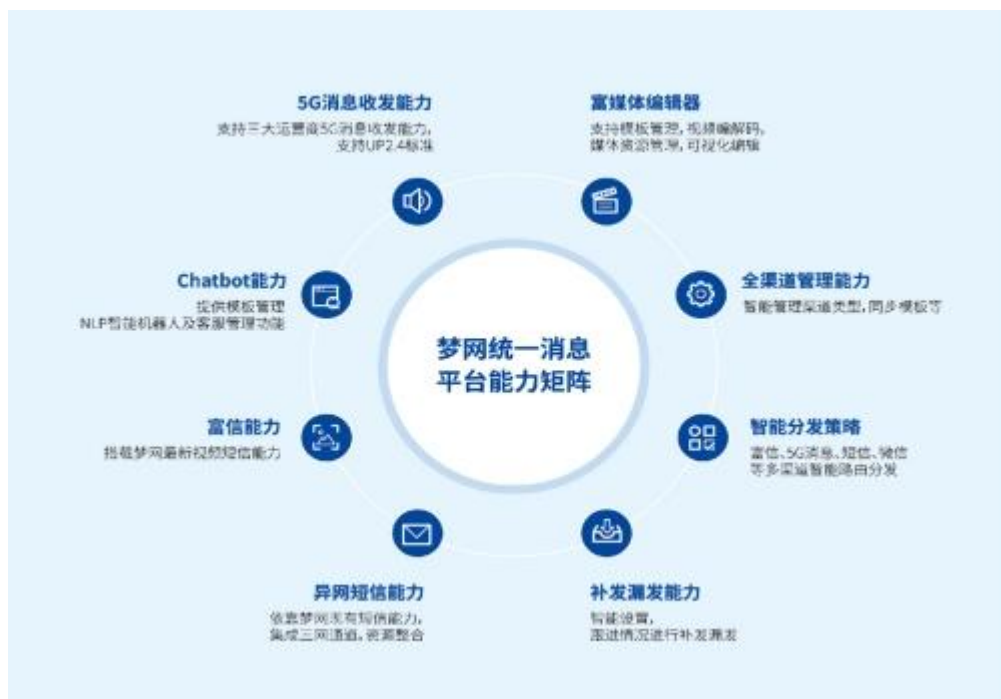 5G消息收发能力
支持三大运营商5G消息收发能力,
支持UP2.4标准
富媒体编辑器
支持模板管理,视频编解码,
媒体资源管理,可视化编辑
Chatbot能力
提供模板管理
NLP智能机器人及客服管理功能
全渠道管理能力
智能管理渠道类型,同步模板等
梦网统一消息
平台能力矩阵
富信能力
搭载梦网最新视频短信能力
智能分发策略
富信、5G消息、短信、微信
等多渠道智能路由分发
异网短信能力
依靠梦网现有短信能力,
集成三网通道,资源整合
补发漏发能力
智能设置,
跟进情况进行补发漏发